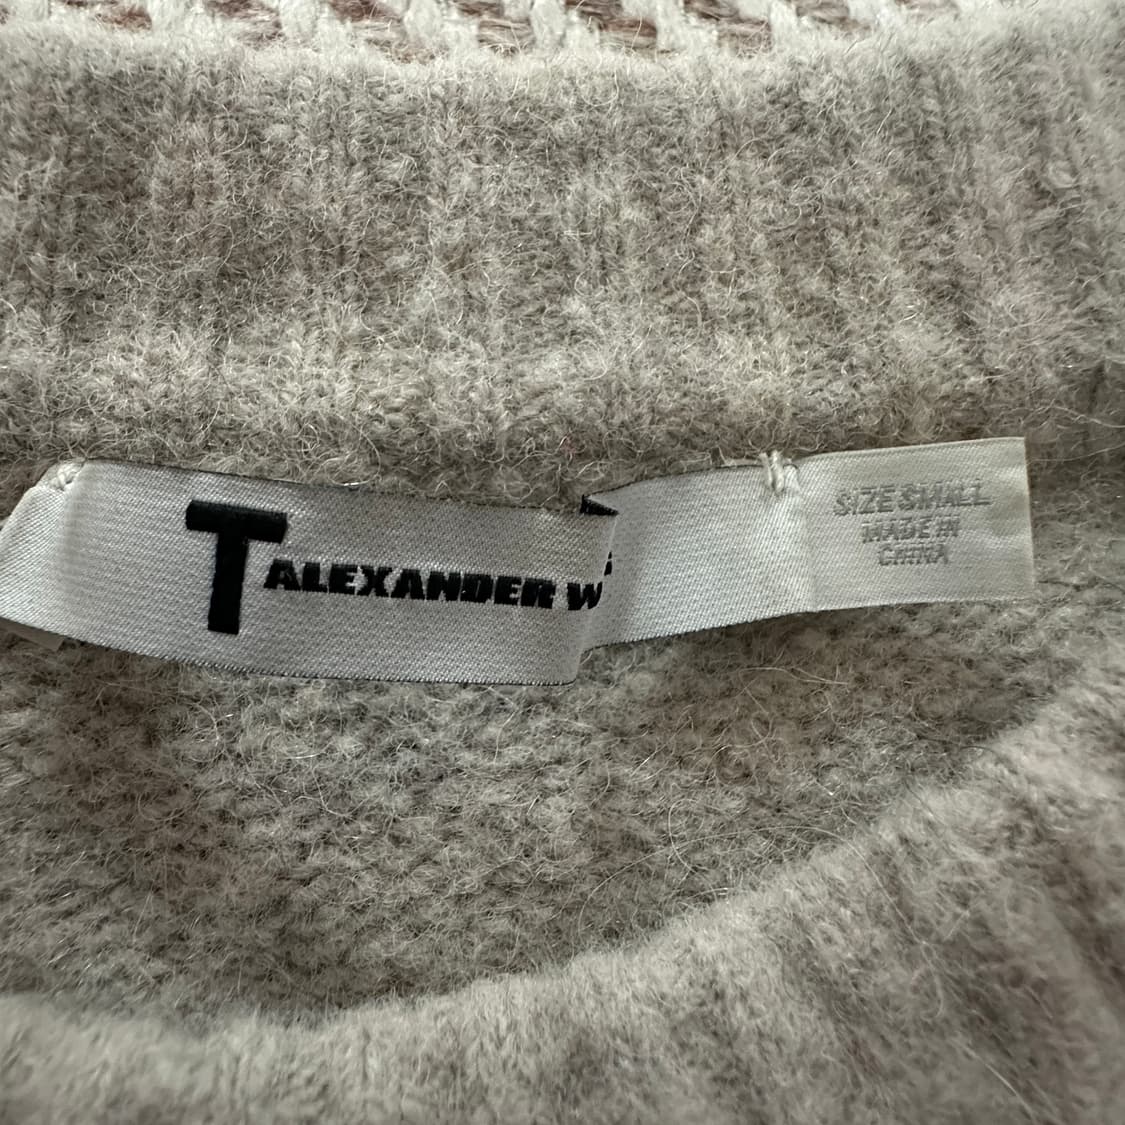 T ALEXANDER W
SIZE SMALL
MADE IN
CHINA